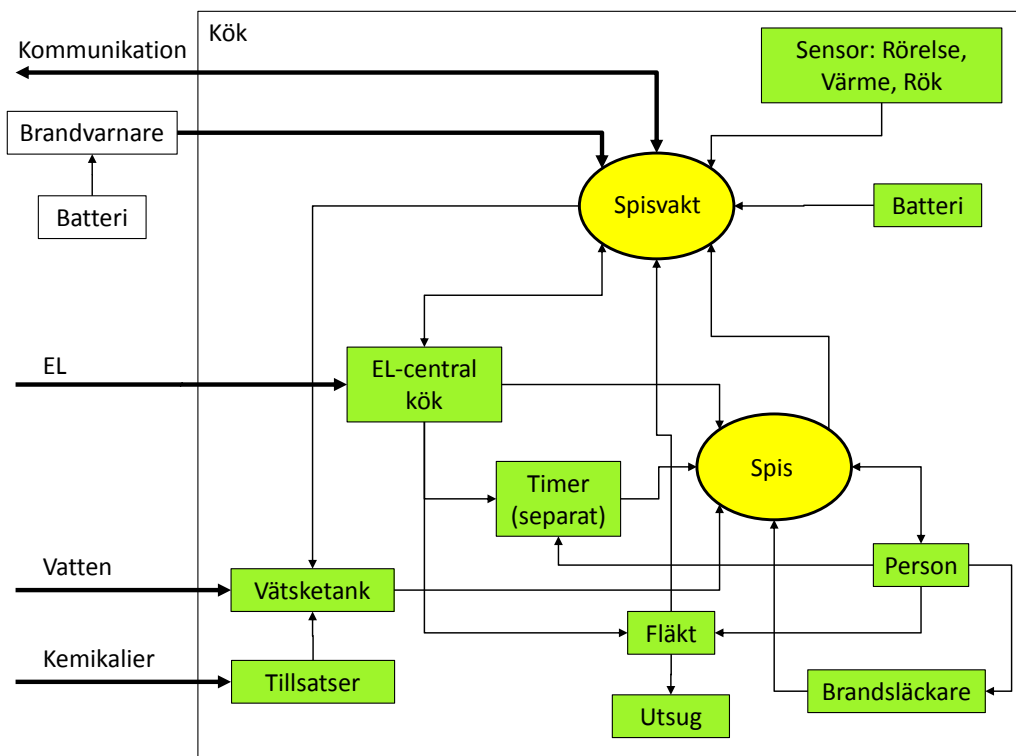 Kök
Kommunikation
Sensor: Rörelse,
Värme, Rök
Brandvarnare
Batteri
Spisvakt
Batteri
EL
EL-central
kök
Spis
Timer
(separat)
Vatten
Vätsketank
Person
Fläkt
Kemikalier
Tillsatser
Utsug
Brandsläckare